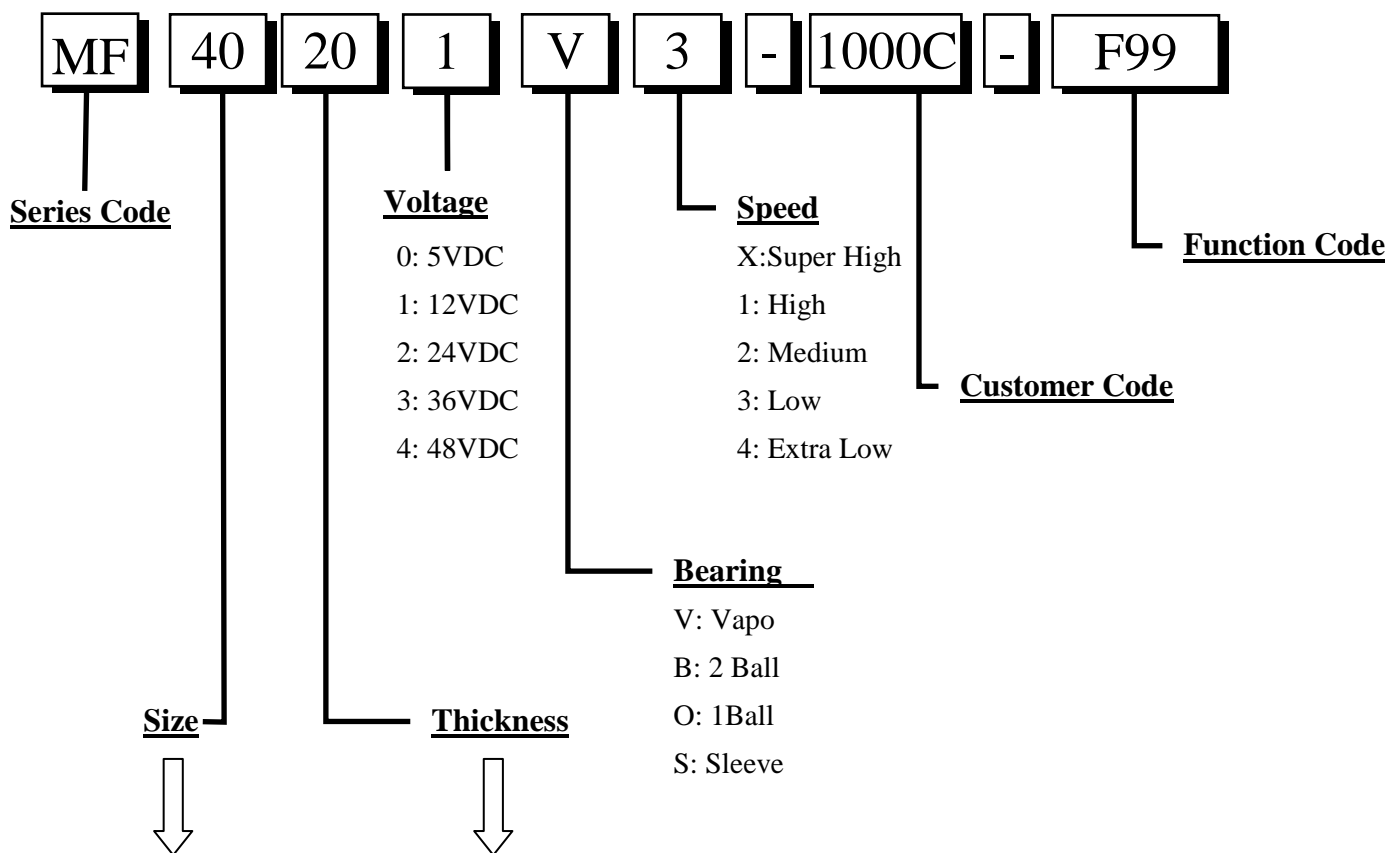 MF 40 20 1 V 3 - 1000C - F99
Series Code
Voltage
0: 5VDC
1: 12VDC
2: 24VDC
3: 36VDC
4: 48VDC
Speed
X:Super High
1: High
2: Medium
3: Low
4: Extra Low
Function Code
Customer Code
Bearing
V: Vapo
B: 2 Ball
O: 1Ball
S: Sleeve
Size
Thickness